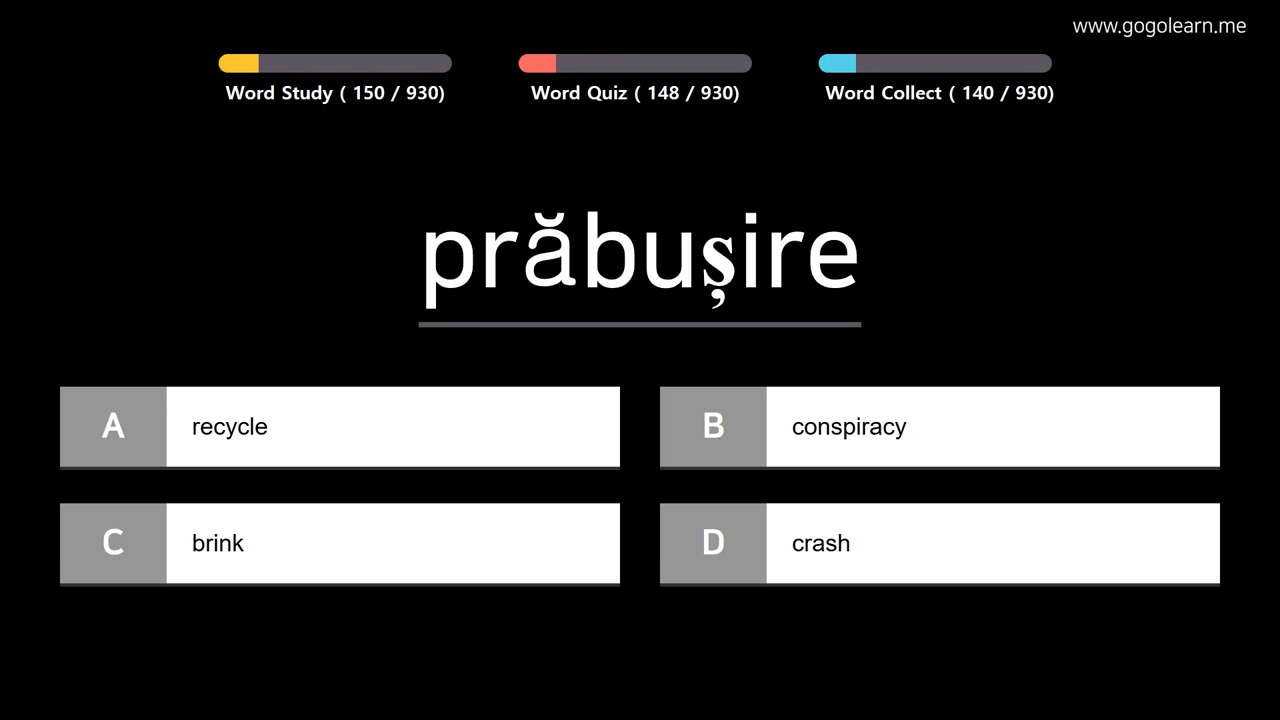 www.gogolearn.me
Word Study ( 150 / 930)
Word Quiz ( 148 / 930)
Word Collect ( 140 / 930)
prăbușire
A recycle
B conspiracy
C brink
D crash